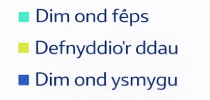 Dim ond fêps
Defnyddio'r ddau
Dim ond ysmygu